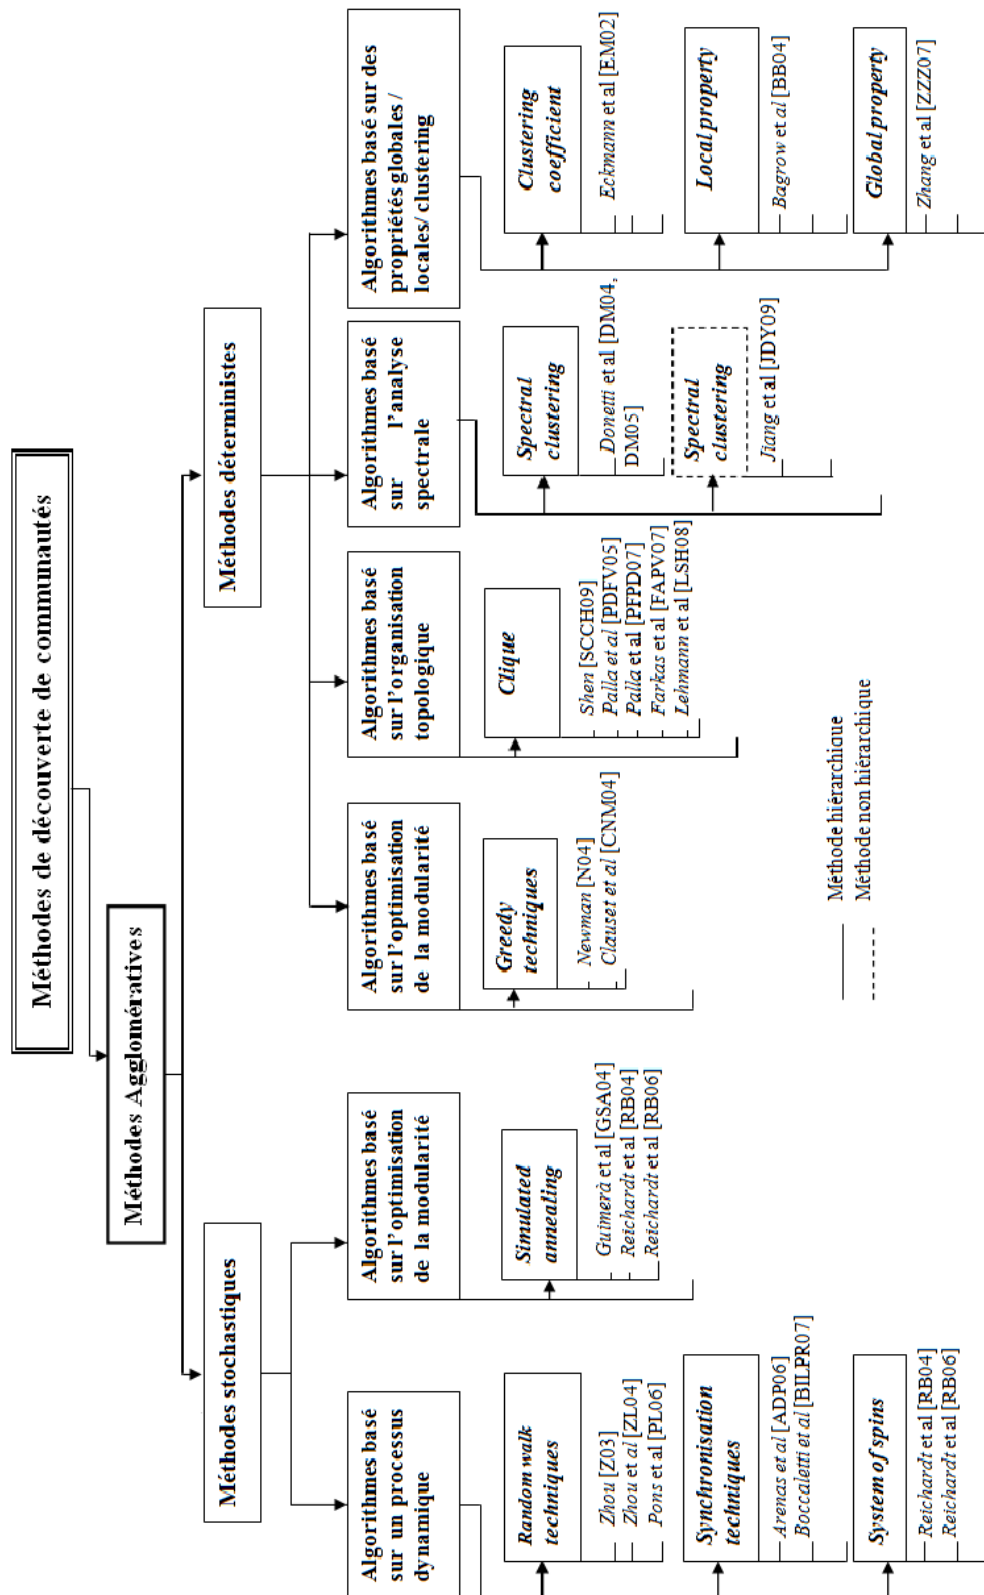 Méthodes de découverte de communautés
Méthodes Agglomératives
Méthodes stochastiques
Méthodes déterministes
Algorithmes basé
sur un processus
dynamique
Algorithmes basé
sur l'optimisation
de la modularité
Algorithmes basé
sur l'optimisation
de la modularité
Algorithmes basé
sur l'organisation
topologique
Algorithmes basé
sur l'analyse
spectrale
Algorithmes basé sur des
propriétés globales /
locales/ clustering
Random walk
techniques
Zhou [Z03]
Zhou et al [ZL04]
Pons et al [PL06]
Synchronisation
techniques
Arenas et al [ADP06]
Boccaletti et al [BILPR07]
System of spins
Reichardt et al [RB04]
Reichardt et al [RB06]
Simulated
annealing
Guimerà et al [GSA04]
Reichardt et al [RB04]
Reichardt et al [RB06]
Greedy
techniques
Newman [N04]
Clauset et al [CNM04]
Clique
Shen [SCCH09]
Palla et al [PDFV05]
Palla et al [PFPD07]
Farkas et al [FAPV07]
Lehmann et al [LSH08]
Spectral
clustering
Donetti et al [DM04,
DM05]
Spectral
clustering
Jiang et al [JDY09]
Clustering
coefficient
Eckmann et al [EM02]
Local property
Bagrow et al [BB04]
Global property
Zhang et al [ZZZ07]
Méthode hiérarchique
Méthode non hiérarchique